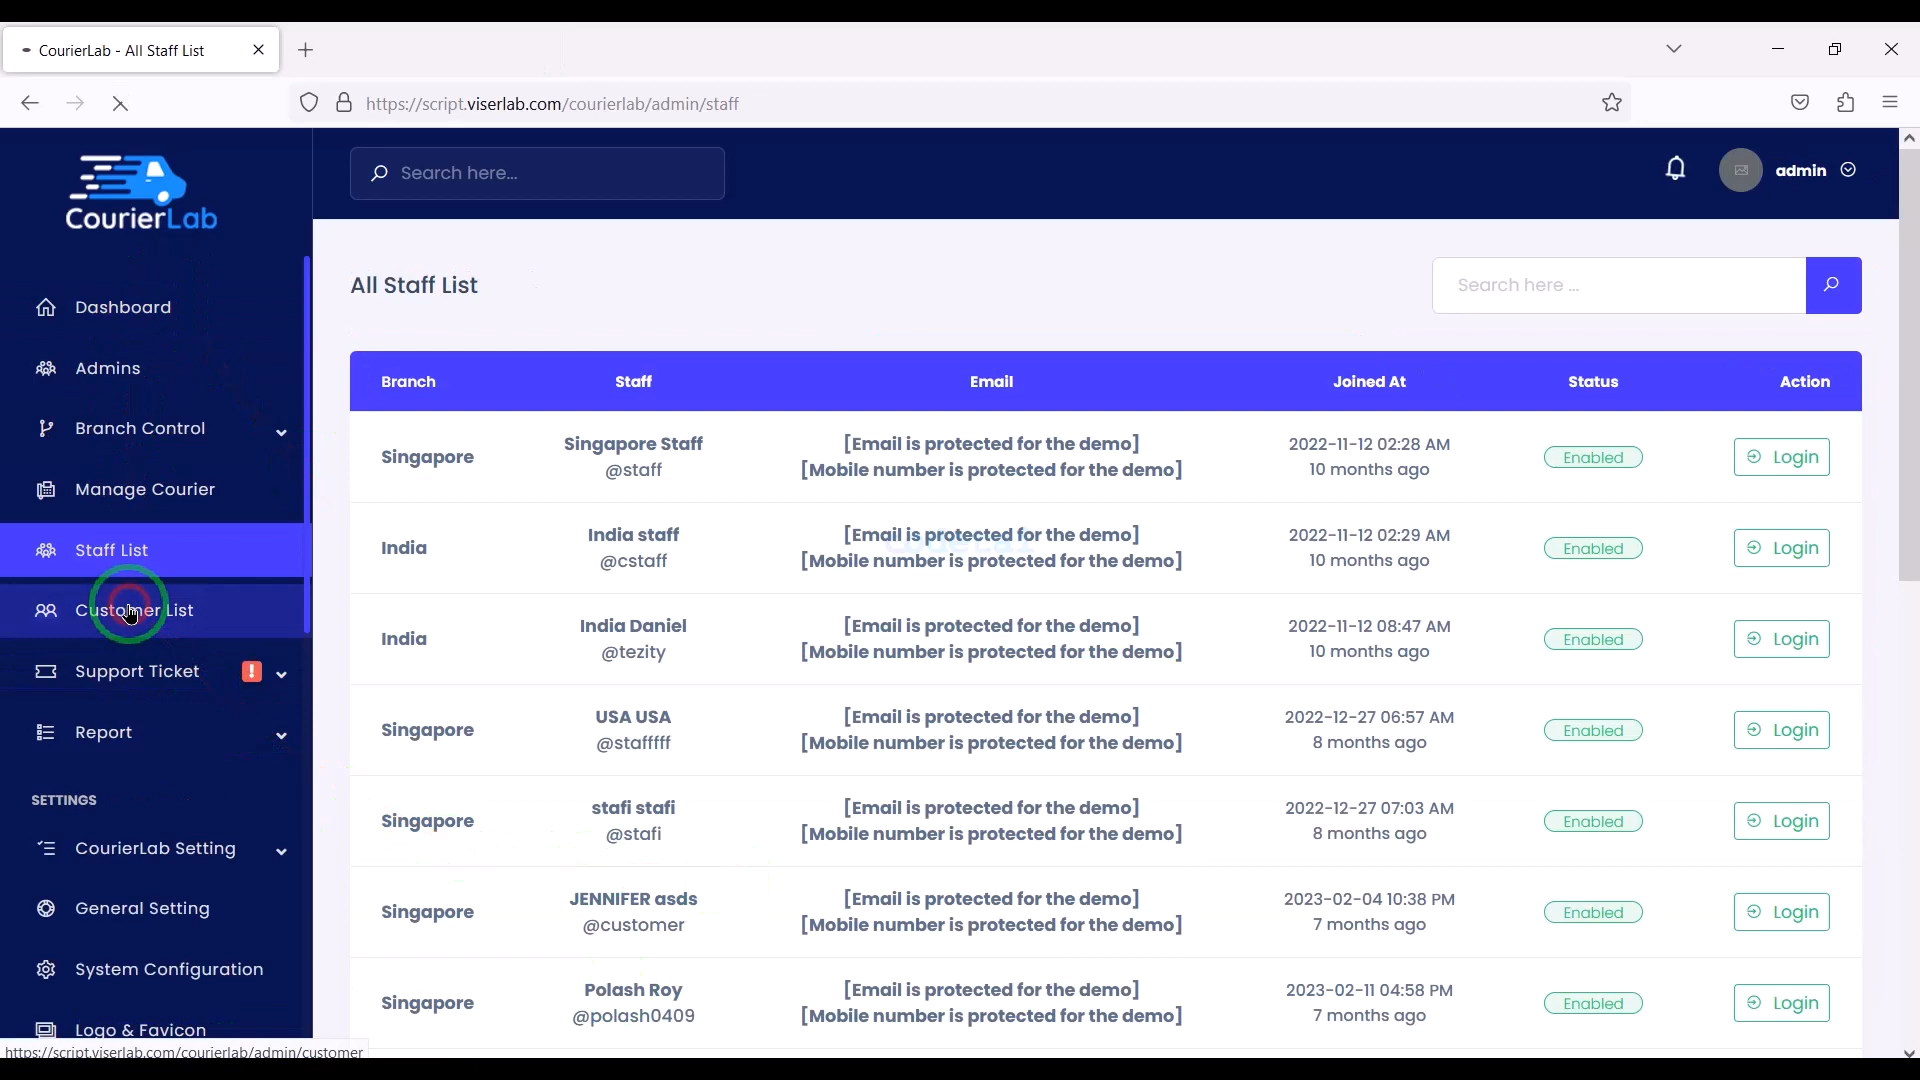 CourierLab - All Staff List
https://script.viserlab.com/courierlab/admin/staff
CourierLab
Search here...
admin
Dashboard
Admins
Branch Control
Manage Courier
Staff List
Customer List
Support Ticket !
Report
SETTINGS
CourierLab Setting
General Setting
System Configuration
Logo & Favicon
https://script.viserlab.com/courierlab/admin/customer
All Staff List
Search here ...
Branch Staff Email Joined At Status Action
Singapore Singapore Staff [Email is protected for the demo] 2022-11-12 02:28 AM Enabled Login
@staff [Mobile number is protected for the demo] 10 months ago
India India staff [Email is protected for the demo] 2022-11-12 02:29 AM Enabled Login
@cstaff [Mobile number is protected for the demo] 10 months ago
India India Daniel [Email is protected for the demo] 2022-11-12 08:47 AM Enabled Login
@tezity [Mobile number is protected for the demo] 10 months ago
Singapore USA USA [Email is protected for the demo] 2022-12-27 06:57 AM Enabled Login
@stafffff [Mobile number is protected for the demo] 8 months ago
Singapore stafi stafi [Email is protected for the demo] 2022-12-27 07:03 AM Enabled Login
@stafi [Mobile number is protected for the demo] 8 months ago
Singapore JENNIFER asds [Email is protected for the demo] 2023-02-04 10:38 PM Enabled Login
@customer [Mobile number is protected for the demo] 7 months ago
Singapore Polash Roy [Email is protected for the demo] 2023-02-11 04:58 PM Enabled Login
@polash0409 [Mobile number is protected for the demo] 7 months ago